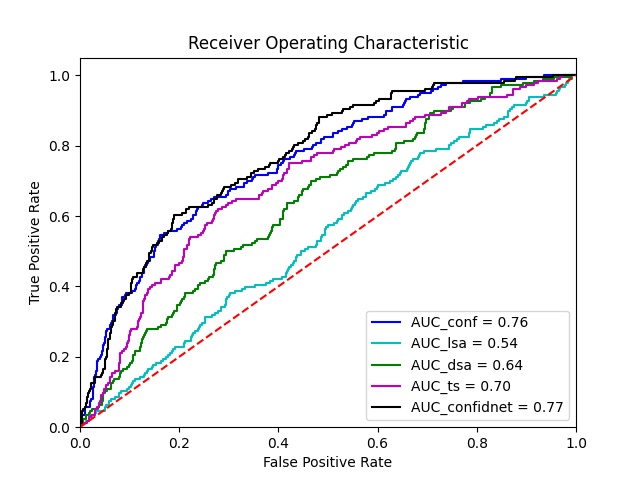 Receiver Operating Characteristic
True Positive Rate
1.0
0.8
0.6
0.4
0.2
0.0
0.0 0.2 0.4 0.6 0.8 1.0
False Positive Rate
AUC_conf = 0.76
AUC_lsa = 0.54
AUC_dsa = 0.64
AUC_ts = 0.70
AUC_confidnet = 0.77